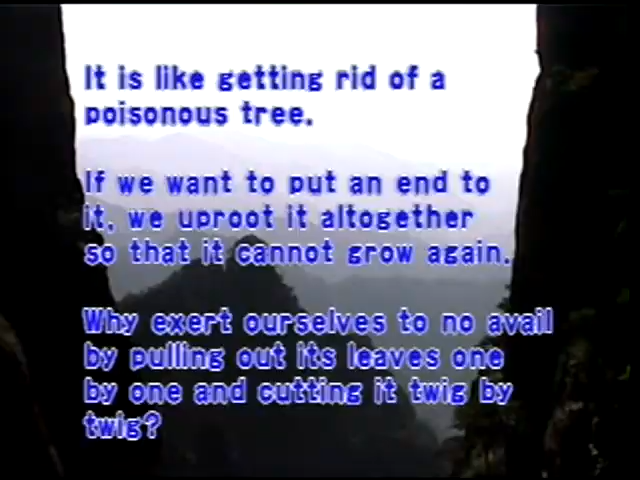 It is like getting rid of a
poisonous tree.
If we want to put an end to
it, we uproot it altogether
so that it cannot grow again.
Why exert ourselves to no avail
by pulling out its leaves one
by one and cutting it twig by
twig?